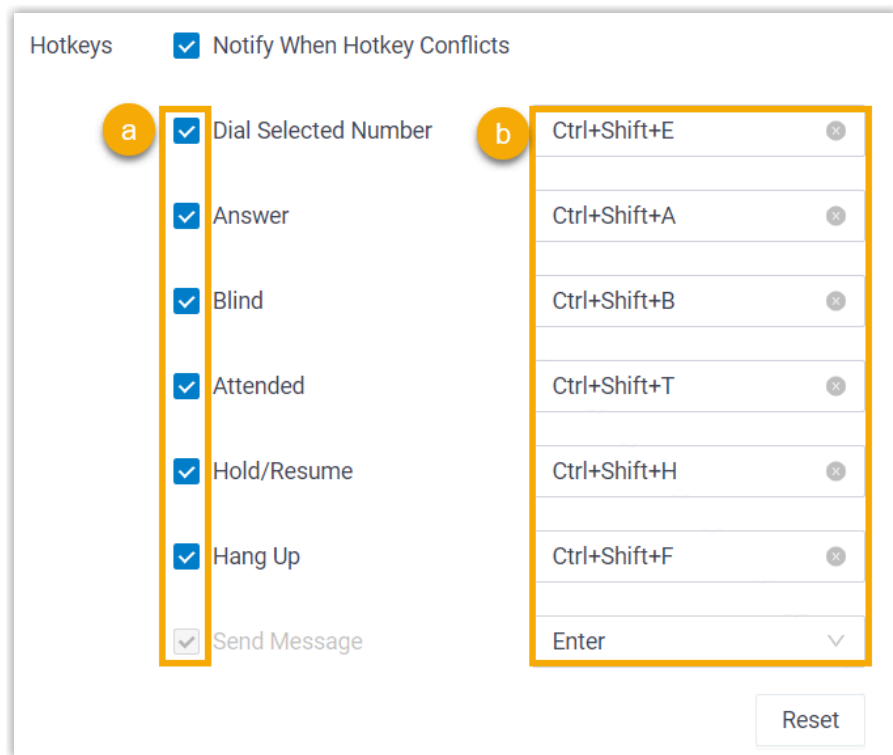 Hotkeys Notify When Hotkey Conflicts
a Dial Selected Number b Ctrl+Shift+E
Answer Ctrl+Shift+A
Blind Ctrl+Shift+B
Attended Ctrl+Shift+T
Hold/Resume Ctrl+Shift+H
Hang Up Ctrl+Shift+F
Send Message Enter
Reset